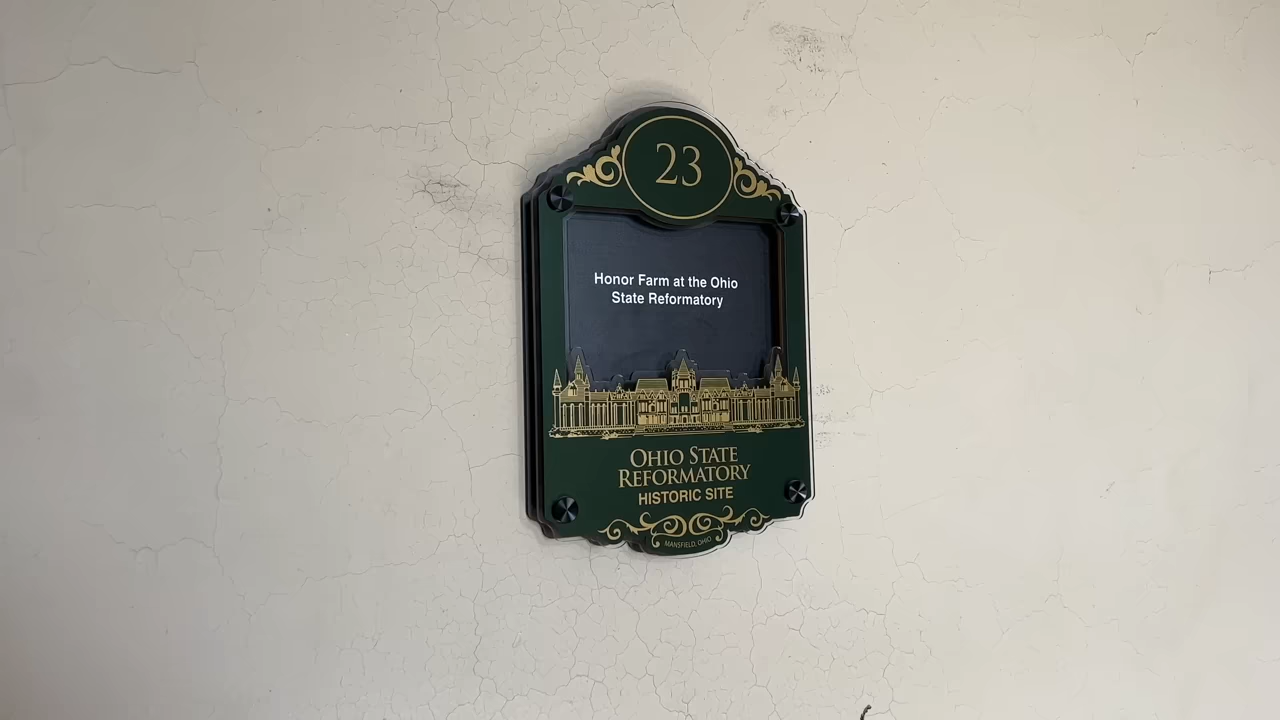 23
Honor Farm at the Ohio
State Reformatory
OHIO STATE
REFORMATORY
HISTORIC SITE
MANSFIELD, OHIO